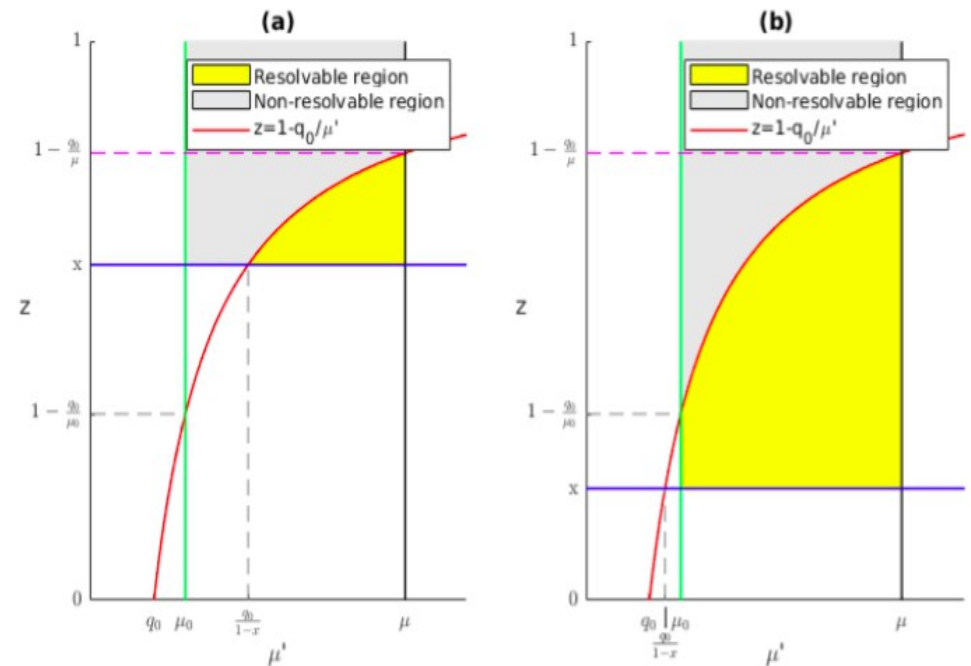 (a)
1
Resolvable region
Non-resolvable region
z=1-q₀/μ'
1 − q₀/μ
x
z
1 − q₀/μ₀
0
q₀ μ₀ q₀/1−x μ
μ'
(b)
1
Resolvable region
Non-resolvable region
z=1-q₀/μ'
1 − q₀/μ
z
1 − q₀/μ₀
x
0
q₀ μ₀ μ
q₀/1−x
μ'